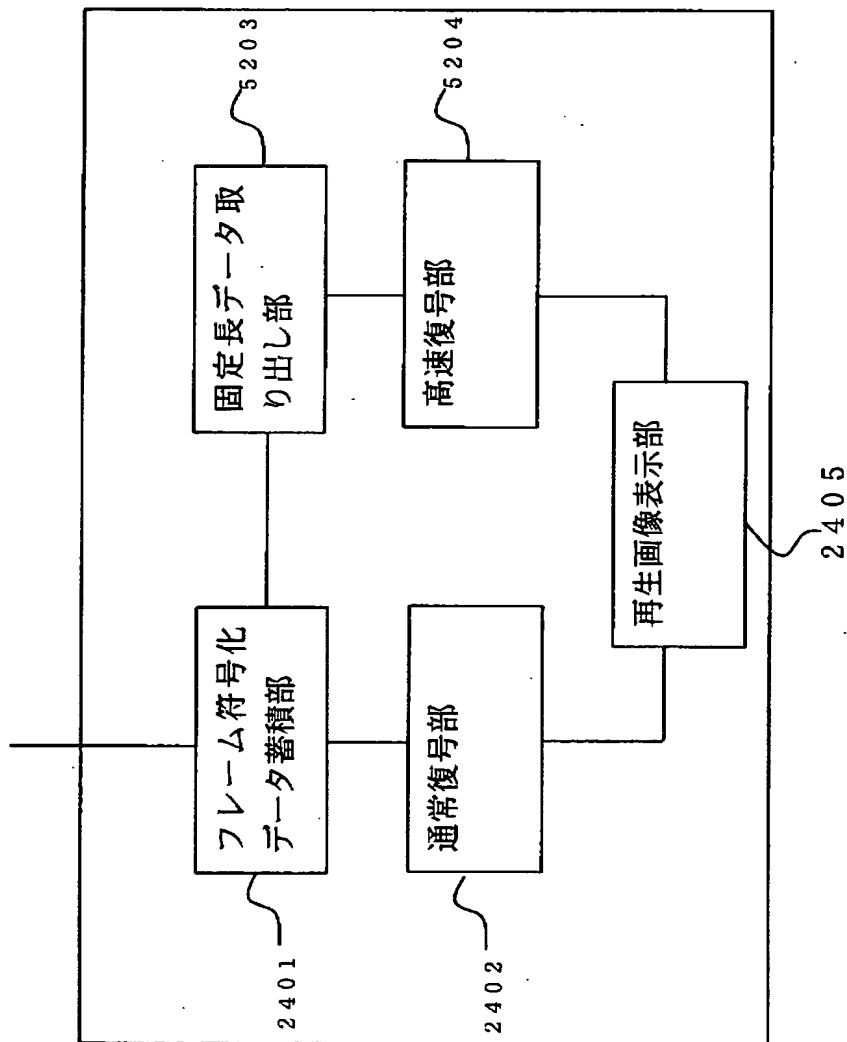 フレーム符号化
データ蓄積部
2401
固定長データ取
り出し部
5203
通常復号部
2402
高速復号部
5204
再生画像表示部
2405